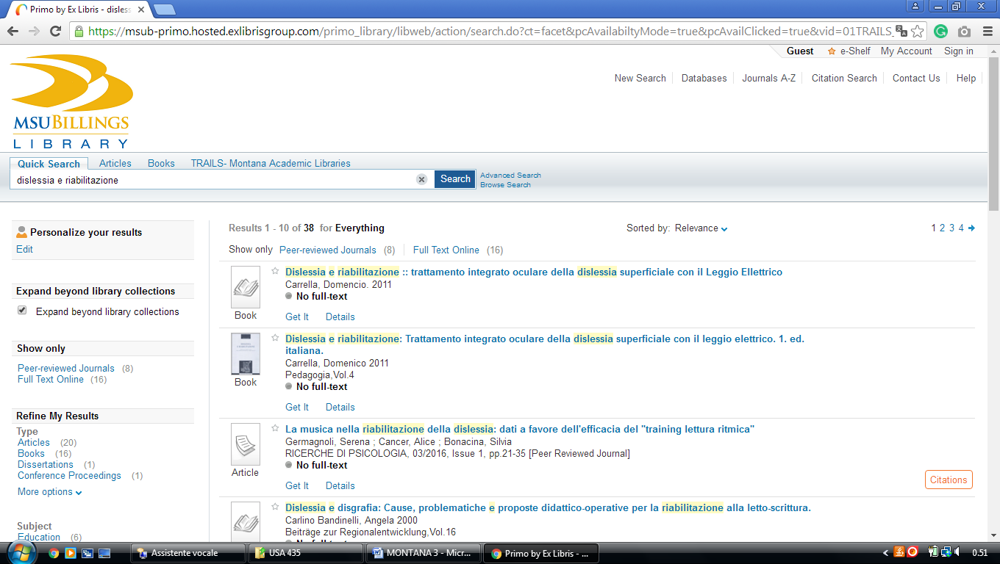 Primo by Ex Libris - disles
https://msub-primo.hosted.exlibrisgroup.com/primo_library/libweb/action/search.do?ct=facet&pcAvailabiltyMode=true&pcAvailClicked=true&vid=01TRAILS_
Guest e-Shelf My Account Sign in
New Search Databases Journals A-Z Citation Search Contact Us Help
MSUBILLINGS
LIBRARY
Quick Search Articles Books TRAILS- Montana Academic Libraries
dislessia e riabilitazione Search
Advanced Search
Browse Search
Personalize your results
Edit
Expand beyond library collections
Expand beyond library collections
Show only
Peer-reviewed Journals (8)
Full Text Online (16)
Refine My Results
Type
Articles (20)
Books (16)
Dissertations (1)
Conference Proceedings (1)
More options
Subject
Education (6)
Results 1 - 10 of 38 for Everything Sorted by: Relevance 1 2 3 4
Show only Peer-reviewed Journals (8) Full Text Online (16)
Dislessia e riabilitazione :: trattamento integrato oculare della dislessia superficiale con il Leggio Ellettrico
Carrella, Domencio. 2011
No full-text
Book
Get It Details
Dislessia e riabilitazione: Trattamento integrato oculare della dislessia superficiale con il leggio elettrico. 1. ed.
italiana.
Carrella, Domenico 2011
Pedagogia,Vol.4
Book
No full-text
Get It Details
La musica nella riabilitazione della dislessia: dati a favore dell'efficacia del "training lettura ritmica"
Germagnoli, Serena ; Cancer, Alice ; Bonacina, Silvia
RICERCHE DI PSICOLOGIA, 03/2016, Issue 1, pp.21-35 [Peer Reviewed Journal]
No full-text
Article
Get It Details
Citations
Dislessia e disgrafia: Cause, problematiche e proposte didattico-operative per la riabilitazione alla letto-scrittura.
Carlino Bandinelli, Angela 2000
Beiträge zur Regionalentwicklung,Vol.16
Assistente vocale USA 435 MONTANA 3 - Micr... Primo by Ex Libris - ... 0.51